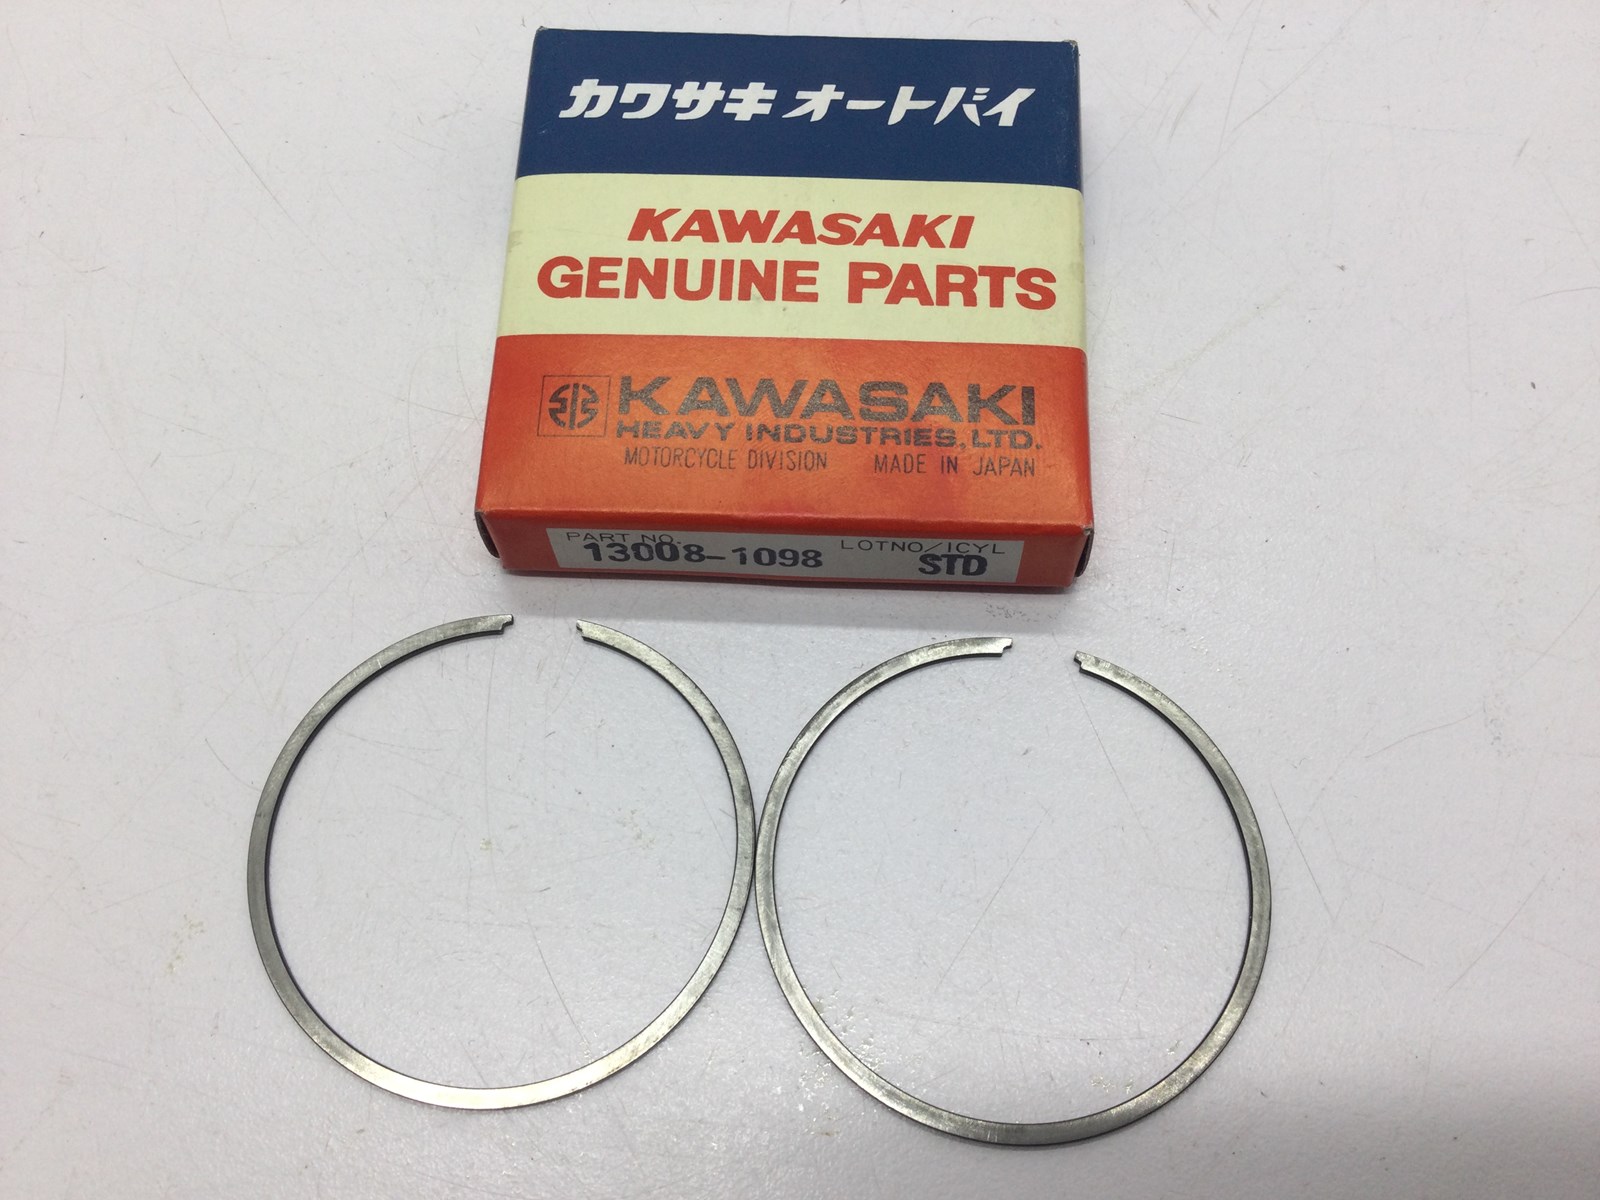 カワサキ オートバイ
KAWASAKI
GENUINE PARTS
KAWASAKI
HEAVY INDUSTRIES, LTD.
MOTORCYCLE DIVISION MADE IN JAPAN
PART NO. LOTNO/ICYL
13008-1098 STD